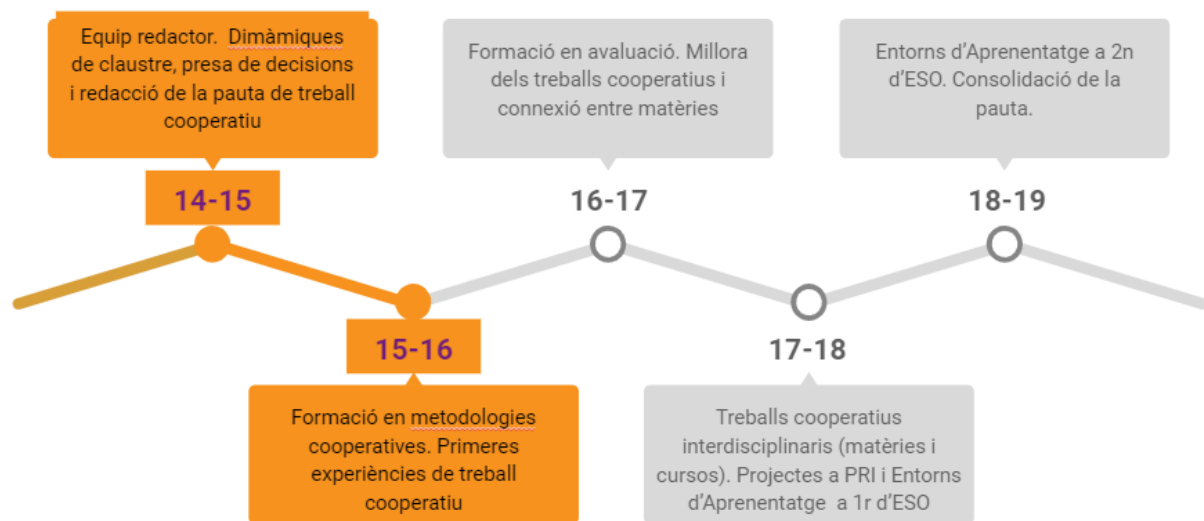 Equip redactor. Dimàmiques
de claustre, presa de decisions
i redacció de la pauta de treball
cooperatiu
14-15
15-16
Formació en metodologies
cooperatives. Primeres
experiències de treball
cooperatiu
Formació en avaluació. Millora
dels treballs cooperatius i
connexió entre matèries
16-17
17-18
Treballs cooperatius
interdisciplinaris (matèries i
cursos). Projectes a PRI i Entorns
d'Aprenentatge a 1r d'ESO
Entorns d'Aprenentatge a 2n
d'ESO. Consolidació de la
pauta.
18-19